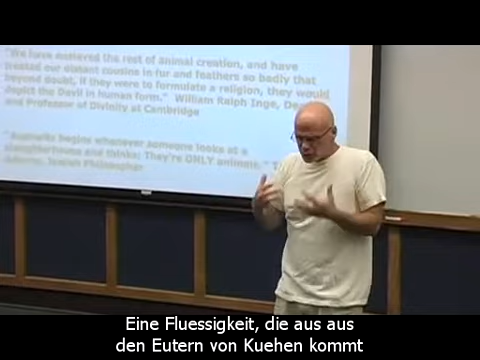 "We have enslaved the rest of animal creation, and have
treated our distant cousins in fur and feathers so badly that
beyond doubt, if they were to formulate a religion, they would
depict the Devil in human form." William Ralph Inge,
and Professor of Divinity at Cambridge
"Auschwitz begins whenever someone looks at a
slaughterhouse and thinks: They're ONLY animals."
Adorno, Jewish Philosopher
Eine Fluessigkeit, die aus aus
den Eutern von Kuehen kommt